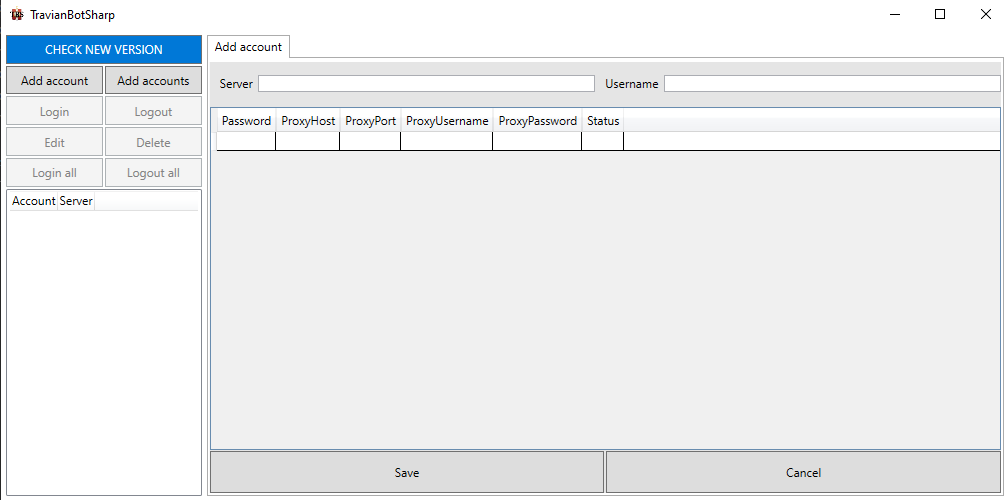 TravianBotSharp
CHECK NEW VERSION
Add account Add accounts
Login Logout
Edit Delete
Login all Logout all
Account Server
Add account
Server Username
Password ProxyHost ProxyPort ProxyUsername ProxyPassword Status
Save Cancel